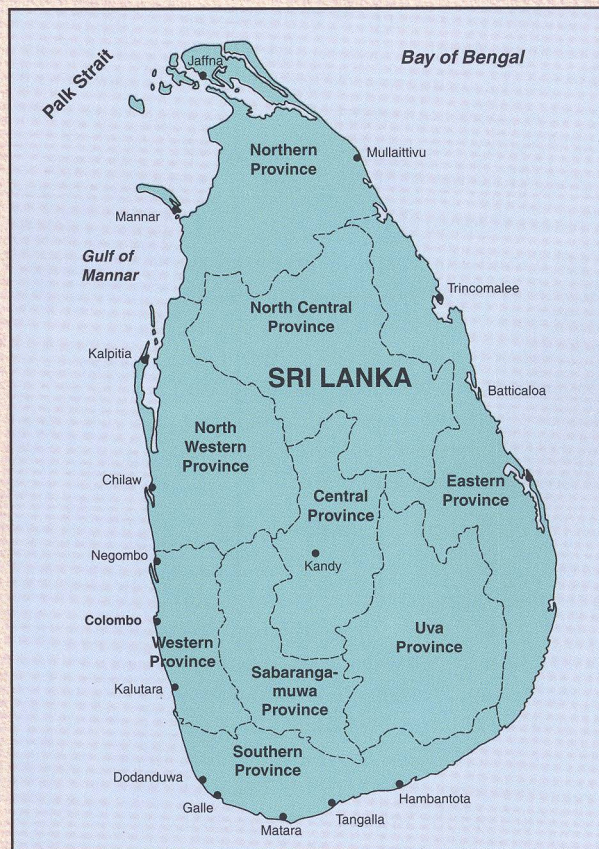 Bay of Bengal
Palk Strait
Jaffna
Northern
Province
Mullaittivu
Mannar
Gulf of
Mannar
Trincomalee
North Central
Province
Kalpitia
SRI LANKA
Batticaloa
North
Western
Province
Chilaw
Eastern
Province
Central
Province
Negombo
Kandy
Colombo
Western
Province
Uva
Province
Sabaranga-
muwa
Province
Kalutara
Southern
Province
Dodanduwa
Galle
Matara
Tangalla
Hambantota